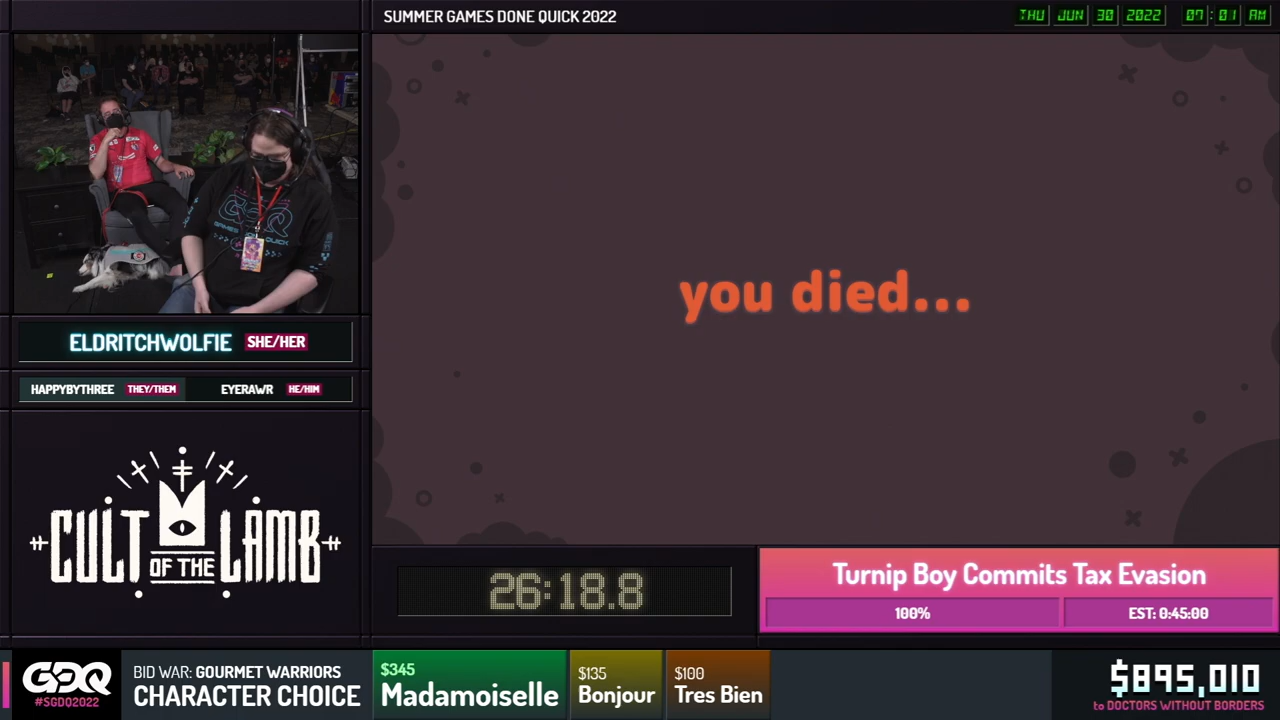 SUMMER GAMES DONE QUICK 2022
THU JUN 30 2022 07:01 AM
you died...
ELDRITCHWOLFIE SHE/HER
HAPPYBYTHREE THEY/THEM EYERAWR HE/HIM
CULT OF THE LAMB
26:18.8
Turnip Boy Commits Tax Evasion
100% EST: 0:45:00
GDQ
#SGDQ2022
BID WAR: GOURMET WARRIORS
CHARACTER CHOICE
$345
Madamoiselle
$135
Bonjour
$100
Tres Bien
$895,010
to DOCTORS WITHOUT BORDERS